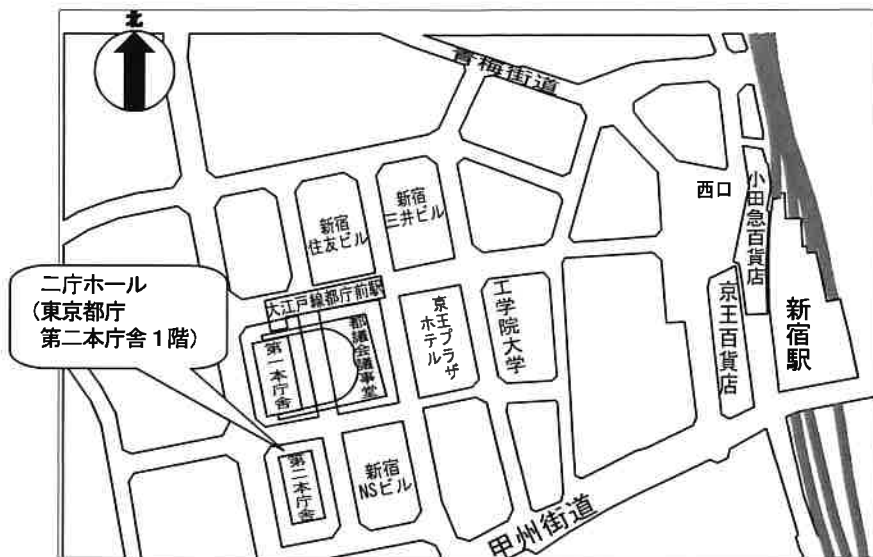 北
青梅街道
西口
小田急百貨店
新宿
住友ビル
新宿
三井ビル
二庁ホール
(東京都庁
第二本庁舎1階)
大江戸線都庁前駅
第一本庁舎
都議会議事堂
京王プラザ
ホテル
工学院大学
京王百貨店
新宿駅
第二本庁舎
新宿
NSビル
甲州街道